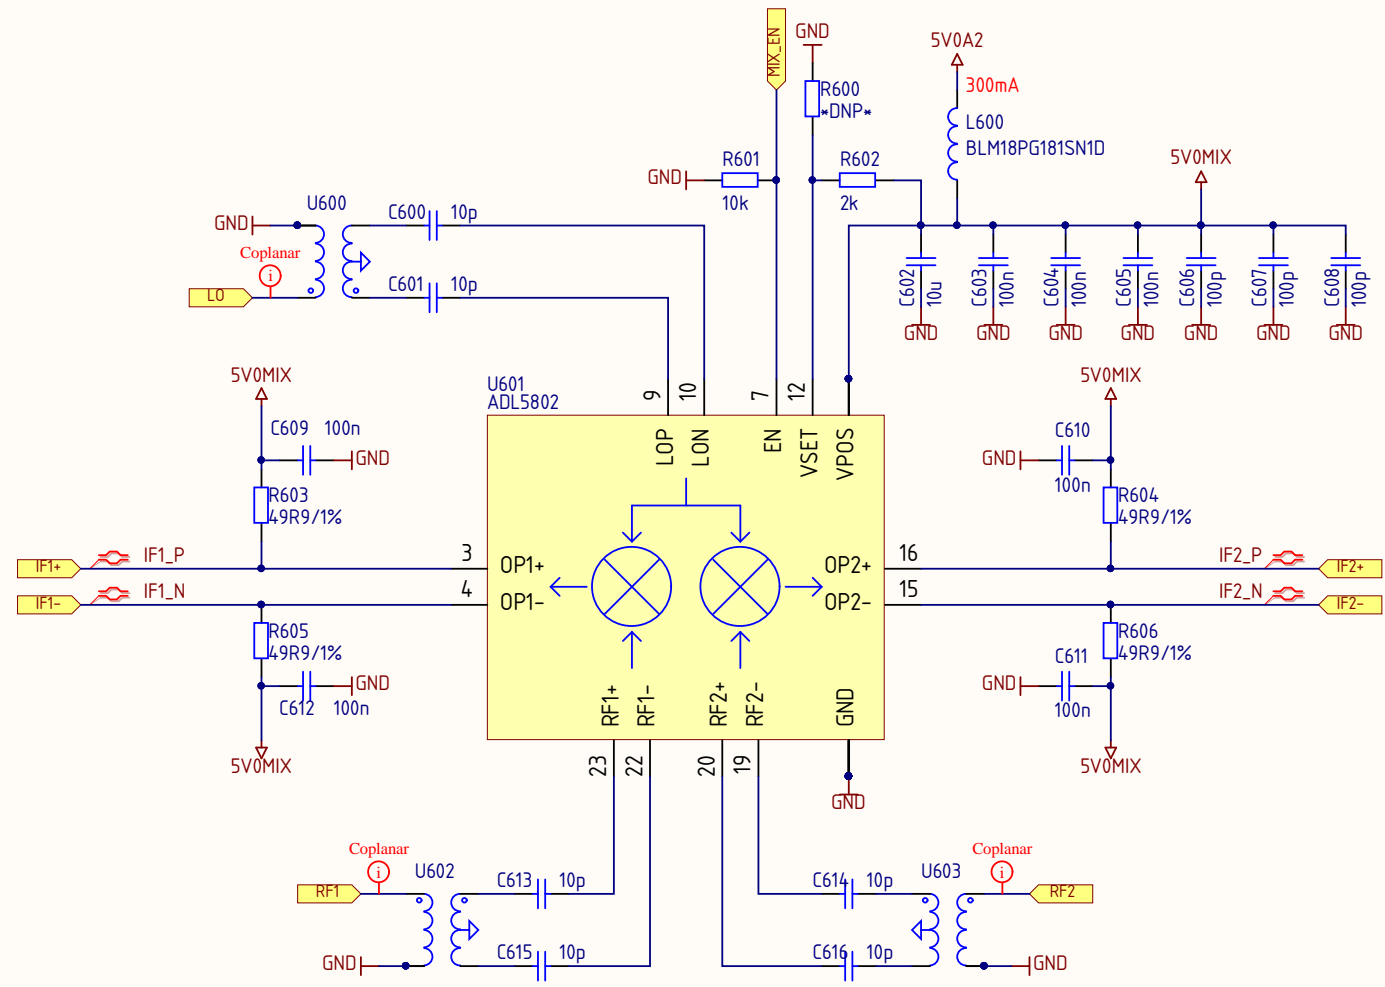 MIX_EN
GND
5V0A2
300mA
R600
*DNP*
L600
BLM18PG181SN1D
R601
GND
10k
R602
2k
5V0MIX
U600
GND
C600
10p
Coplanar
i
LO
C601
10p
C602
10u
C603
100n
C604
100n
C605
100n
C606
100p
C607
100p
C608
100p
GND
GND
GND
GND
GND
GND
GND
5V0MIX
C609
100n
GND
R603
49R9/1%
U601
ADL5802
9
10
7
12
LOP
LON
EN
VSET
VPOS
5V0MIX
C610
GND
100n
R604
49R9/1%
IF1+
IF1_P
3
OP1+
IF1-
IF1_N
4
OP1-
OP2+
16
IF2_P
IF2+
OP2-
15
IF2_N
IF2-
R605
49R9/1%
GND
C612
100n
5V0MIX
R606
49R9/1%
C611
GND
100n
5V0MIX
RF1+
RF1-
RF2+
RF2-
GND
23
22
20
19
GND
Coplanar
i
U602
RF1
C613
10p
GND
C615
10p
C614
10p
U603
Coplanar
i
RF2
C616
10p
GND